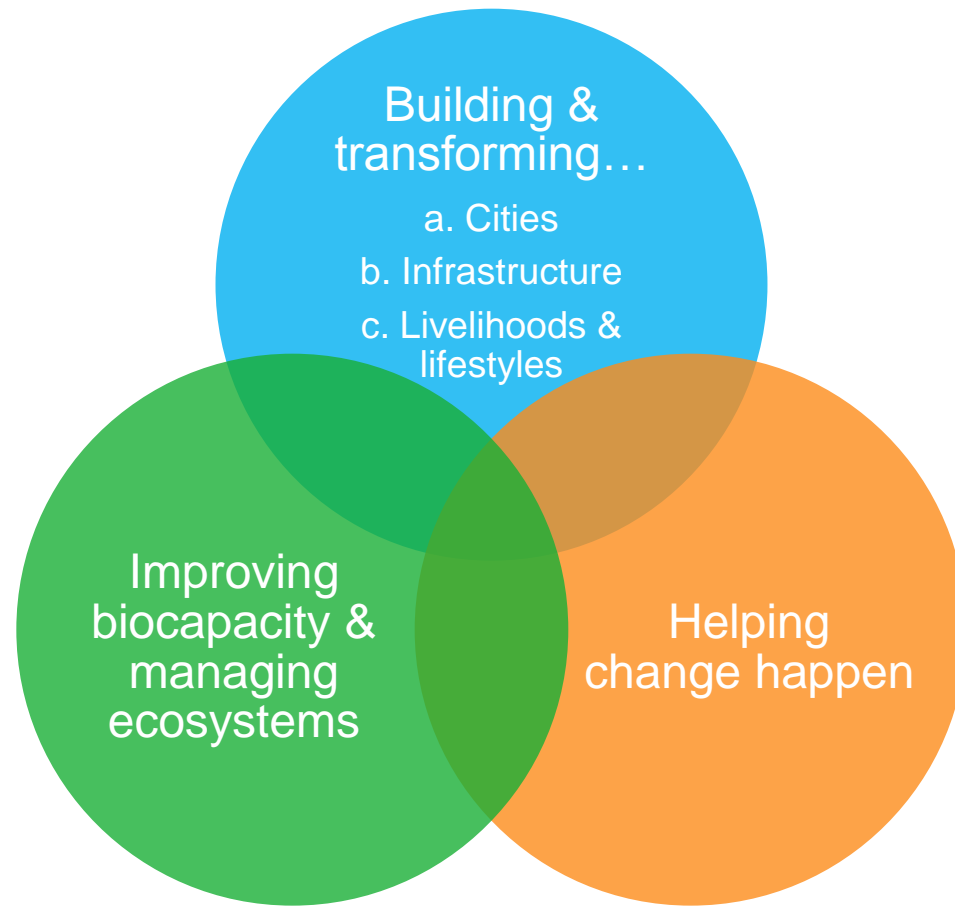 Building &
transforming…
a. Cities
b. Infrastructure
c. Livelihoods &
lifestyles
Improving
biocapacity &
managing
ecosystems
Helping
change happen